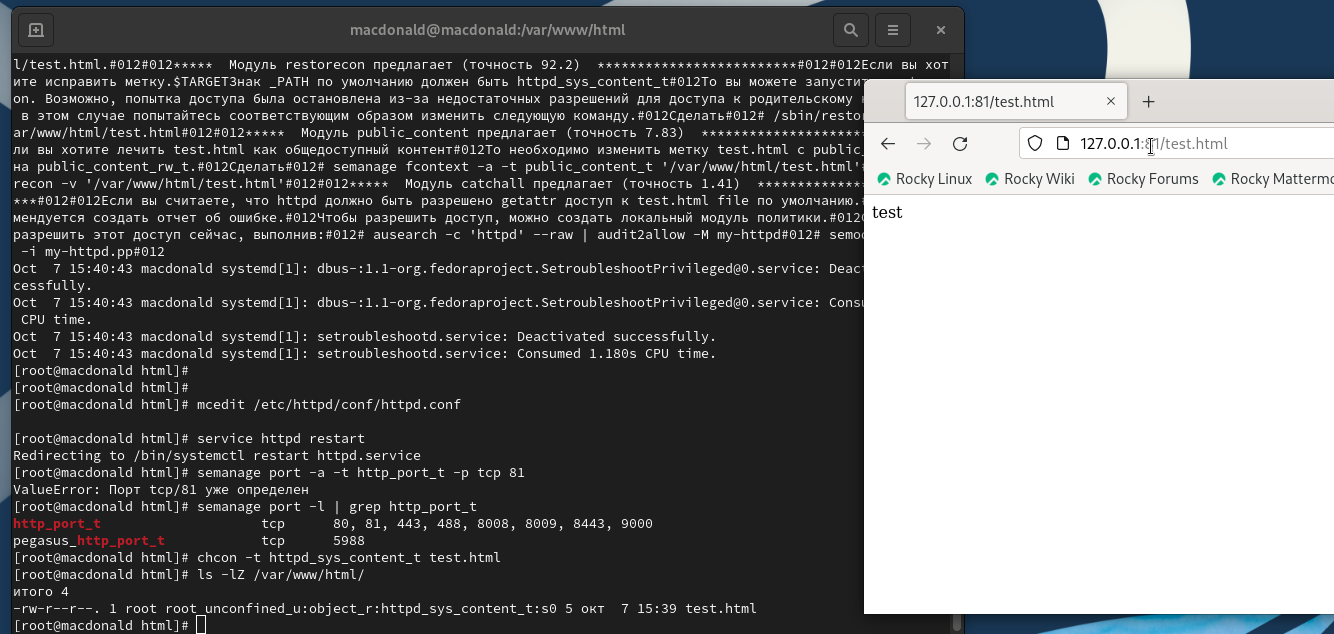 macdonald@macdonald:/var/www/html
l/test.html.#012#012*****  Модуль restorecon предлагает (точность 92.2)  *************************#012#012Если вы хот
ите исправить метку.$TARGETЗнак _PATH по умолчанию должен быть httpd_sys_content_t#012То вы можете запустит
on. Возможно, попытка доступа была остановлена из-за недостаточных разрешений для доступа к родительскому
 в этом случае попытайтесь соответствующим образом изменить следующую команду.#012Сделать#012# /sbin/resto
ar/www/html/test.html#012#012*****  Модуль public_content предлагает (точность 7.83)  ********************
ли вы хотите лечить test.html как общедоступный контент#012То необходимо изменить метку test.html с public_
на public_content_rw_t.#012Сделать#012# semanage fcontext -a -t public_content_t '/var/www/html/test.html'
recon -v '/var/www/html/test.html'#012#012*****  Модуль catchall предлагает (точность 1.41)  *************
***#012#012Если вы считаете, что httpd должно быть разрешено getattr доступ к test.html file по умолчанию.
мендуется создать отчет об ошибке.#012Чтобы разрешить доступ, можно создать локальный модуль политики.#012
разрешить этот доступ сейчас, выполнив:#012# ausearch -c 'httpd' --raw | audit2allow -M my-httpd#012# semo
 -i my-httpd.pp#012
Oct  7 15:40:43 macdonald systemd[1]: dbus-:1.1-org.fedoraproject.SetroubleshootPrivileged@0.service: Deac
cessfully.
Oct  7 15:40:43 macdonald systemd[1]: dbus-:1.1-org.fedoraproject.SetroubleshootPrivileged@0.service: Cons
 CPU time.
Oct  7 15:40:43 macdonald systemd[1]: setroubleshootd.service: Deactivated successfully.
Oct  7 15:40:43 macdonald systemd[1]: setroubleshootd.service: Consumed 1.180s CPU time.
[root@macdonald html]#
[root@macdonald html]#
[root@macdonald html]# mcedit /etc/httpd/conf/httpd.conf
[root@macdonald html]# service httpd restart
Redirecting to /bin/systemctl restart httpd.service
[root@macdonald html]# semanage port -a -t http_port_t -p tcp 81
ValueError: Порт tcp/81 уже определен
[root@macdonald html]# semanage port -l | grep http_port_t
http_port_t                    tcp      80, 81, 443, 488, 8008, 8009, 8443, 9000
pegasus_http_port_t            tcp      5988
[root@macdonald html]# chcon -t httpd_sys_content_t test.html
[root@macdonald html]# ls -lZ /var/www/html/
итого 4
-rw-r--r--. 1 root root unconfined_u:object_r:httpd_sys_content_t:s0 5 окт  7 15:39 test.html
[root@macdonald html]#
127.0.0.1:81/test.html
127.0.0.1:81/test.html
Rocky Linux  Rocky Wiki  Rocky Forums  Rocky Mattermo
test